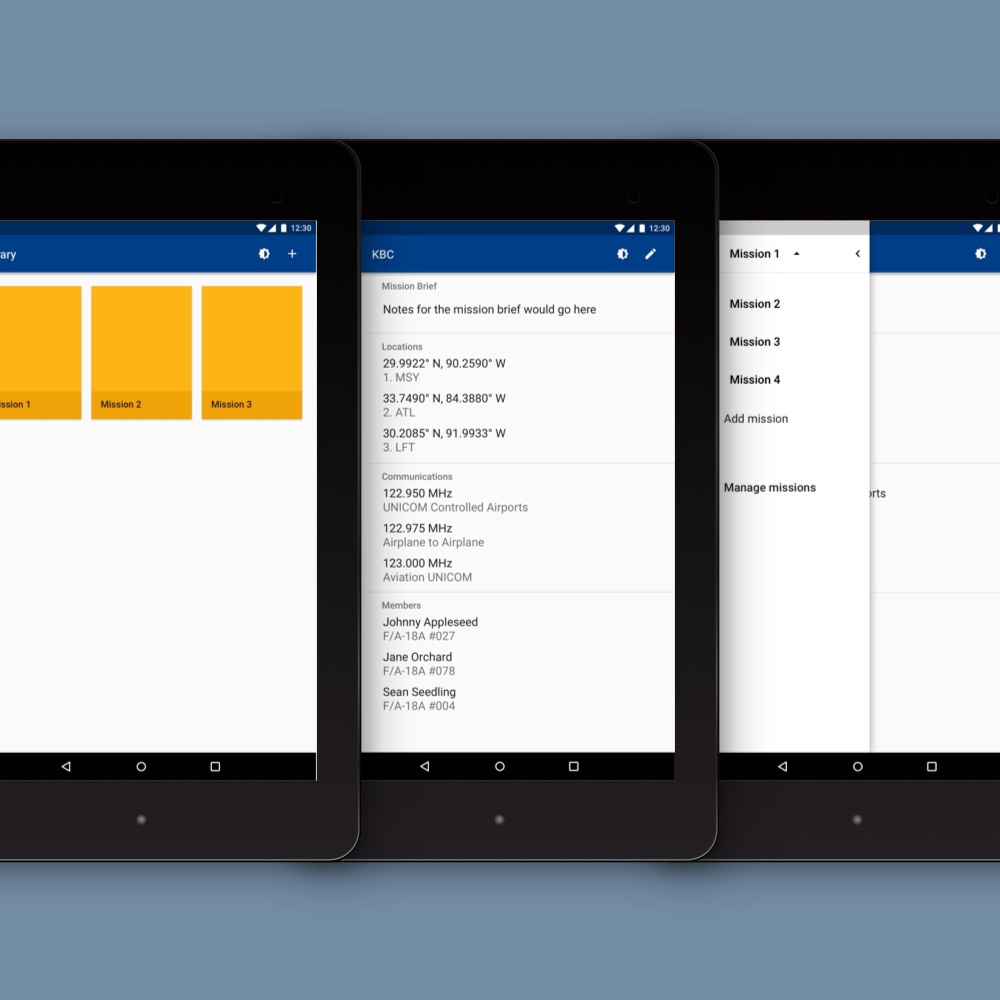 12:30
Mission 2
Mission 3
12:30
KBC
Mission Brief
Notes for the mission brief would go here
Locations
29.9922° N, 90.2590° W
1. MSY
33.7490° N, 84.3880° W
2. ATL
30.2085° N, 91.9933° W
3. LFT
Communications
122.950 MHz
UNICOM Controlled Airports
122.975 MHz
Airplane to Airplane
123.000 MHz
Aviation UNICOM
Members
Johnny Appleseed
F/A-18A #027
Jane Orchard
F/A-18A #078
Sean Seedling
F/A-18A #004
Mission 1
Mission 2
Mission 3
Mission 4
Add mission
Manage missions